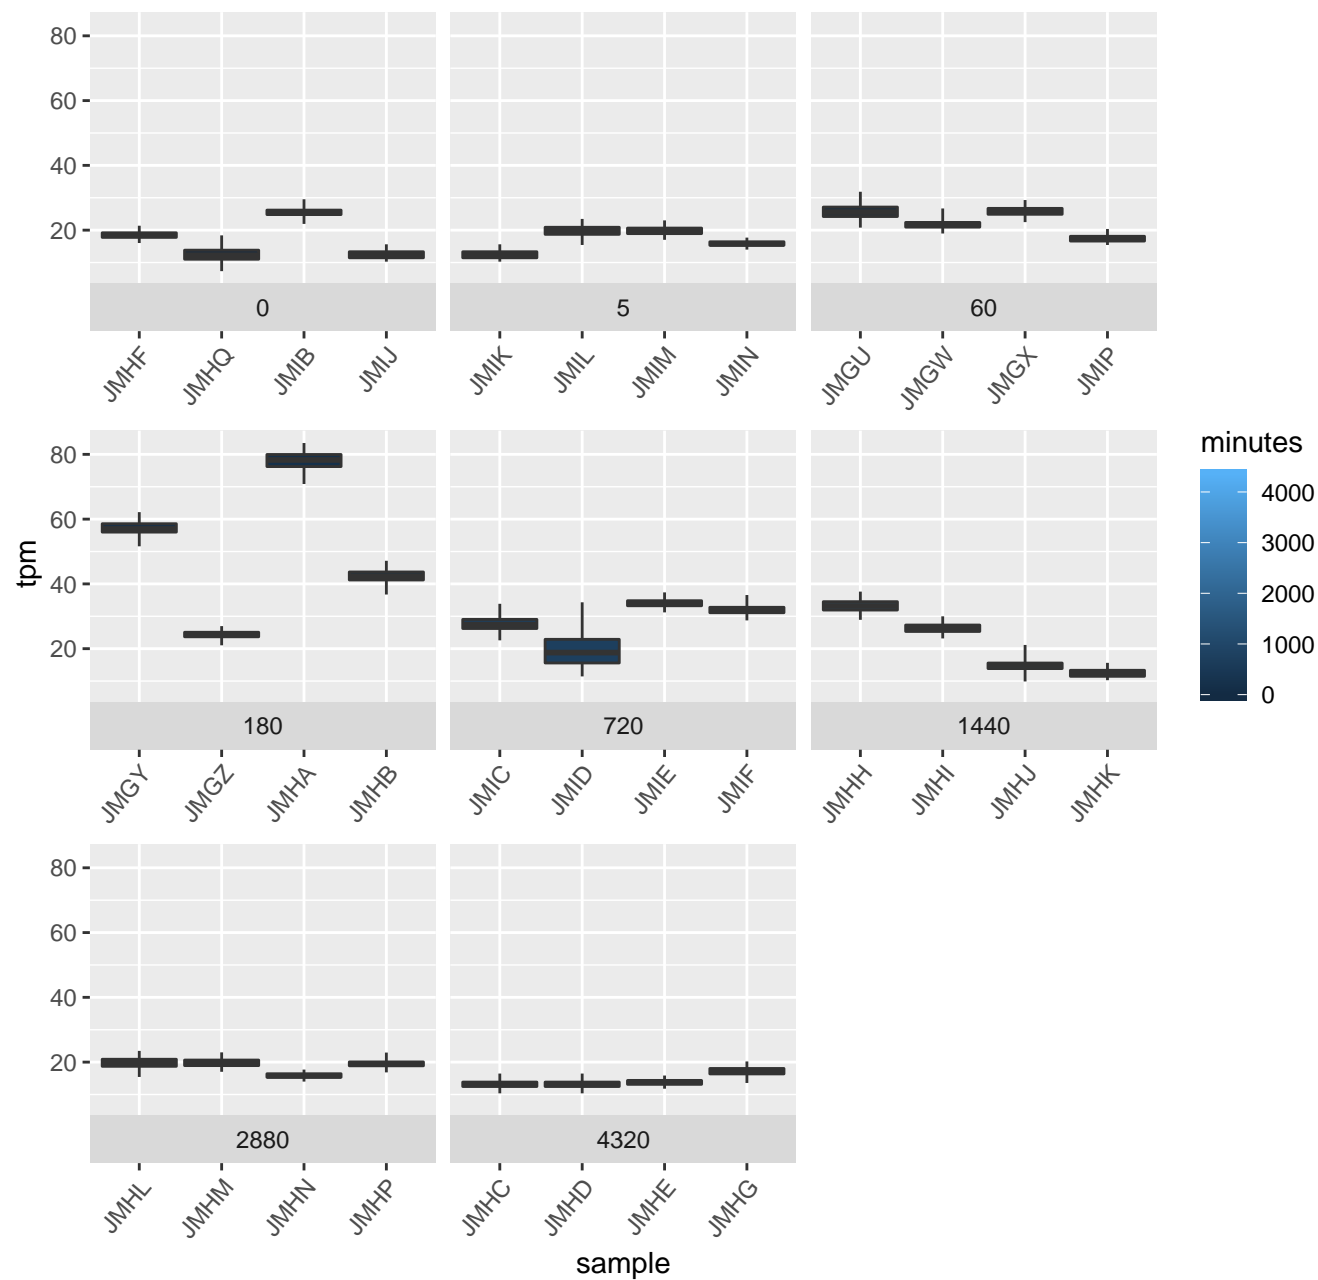 80
60
40
20
0
5
60
JMHF
JMHQ
JMIB
JMIJ
JMIK
JMIL
JMIM
JMIN
JMGU
JMGW
JMGX
JMIP
tpm
80
60
40
20
180
720
1440
JMGY
JMGZ
JMHA
JMHB
JMIC
JMID
JMIE
JMIF
JMHH
JMHI
JMHJ
JMHK
minutes
4000
3000
2000
1000
0
80
60
40
20
2880
4320
JMHL
JMHM
JMHN
JMHP
JMHC
JMHD
JMHE
JMHG
sample